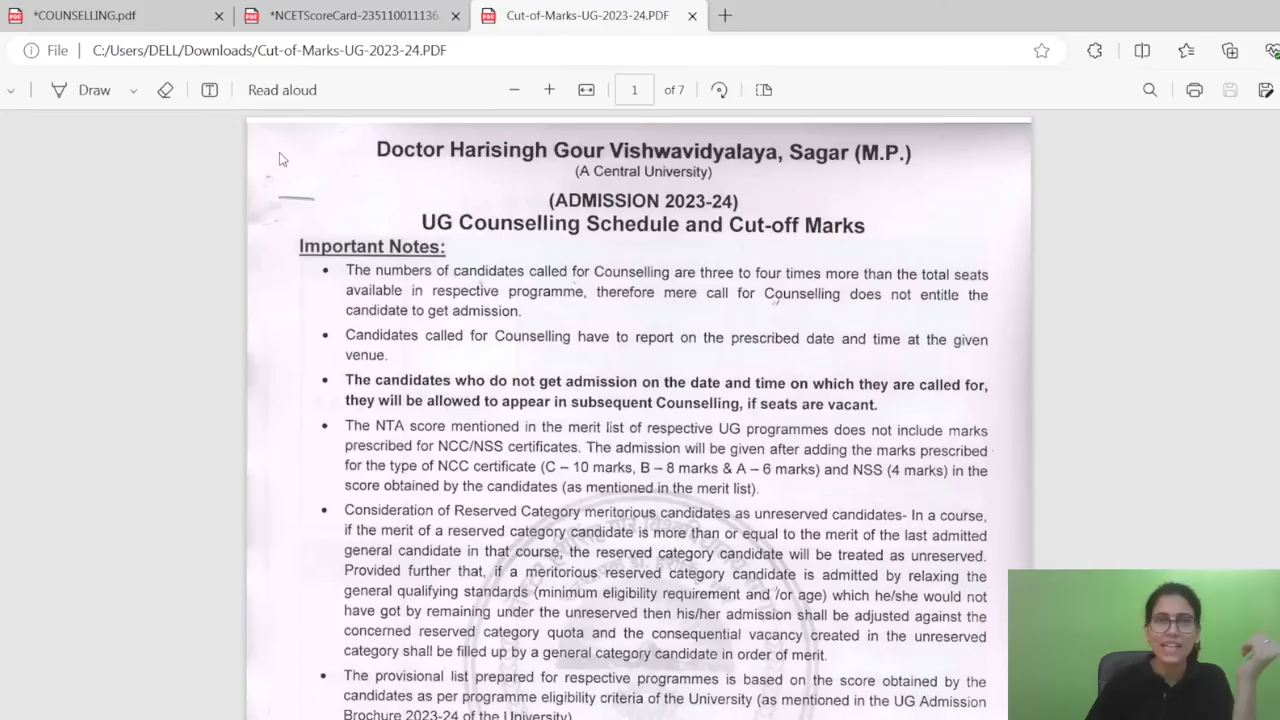 *COUNSELLING.pdf
*NCETScoreCard-235110011136.
Cut-of-Marks-UG-2023-24.PDF
File
C:/Users/DELL/Downloads/Cut-of-Marks-UG-2023-24.PDF
Draw
Read aloud
1
of 7
Doctor Harisingh Gour Vishwavidyalaya, Sagar (M.P.)
(A Central University)
(ADMISSION 2023-24)
UG Counselling Schedule and Cut-off Marks
Important Notes:
• The numbers of candidates called for Counselling are three to four times more than the total seats
available in respective programme, therefore mere call for Counselling does not entitle the
candidate to get admission.
• Candidates called for Counselling have to report on the prescribed date and time at the given
venue.
• The candidates who do not get admission on the date and time on which they are called for,
they will be allowed to appear in subsequent Counselling, if seats are vacant.
• The NTA score mentioned in the merit list of respective UG programmes does not include marks
prescribed for NCC/NSS certificates. The admission will be given after adding the marks prescribed
for the type of NCC certificate (C – 10 marks, B – 8 marks & A – 6 marks) and NSS (4 marks) in the
score obtained by the candidates (as mentioned in the merit list).
• Consideration of Reserved Category meritorious candidates as unreserved candidates- In a course,
if the merit of a reserved category candidate is more than or equal to the merit of the last admitted
general candidate in that course, the reserved category candidate will be treated as unreserved.
Provided further that, if a meritorious reserved category candidate is admitted by relaxing the
general qualifying standards (minimum eligibility requirement and /or age) which he/she would not
have got by remaining under the unreserved then his/her admission shall be adjusted against the
concerned reserved category quota and the consequential vacancy created in the unreserved
category shall be filled up by a general category candidate in order of merit.
• The provisional list prepared for respective programmes is based on the score obtained by the
candidates as per programme eligibility criteria of the University (as mentioned in the UG Admission
Brochure 2023-24 of the University)